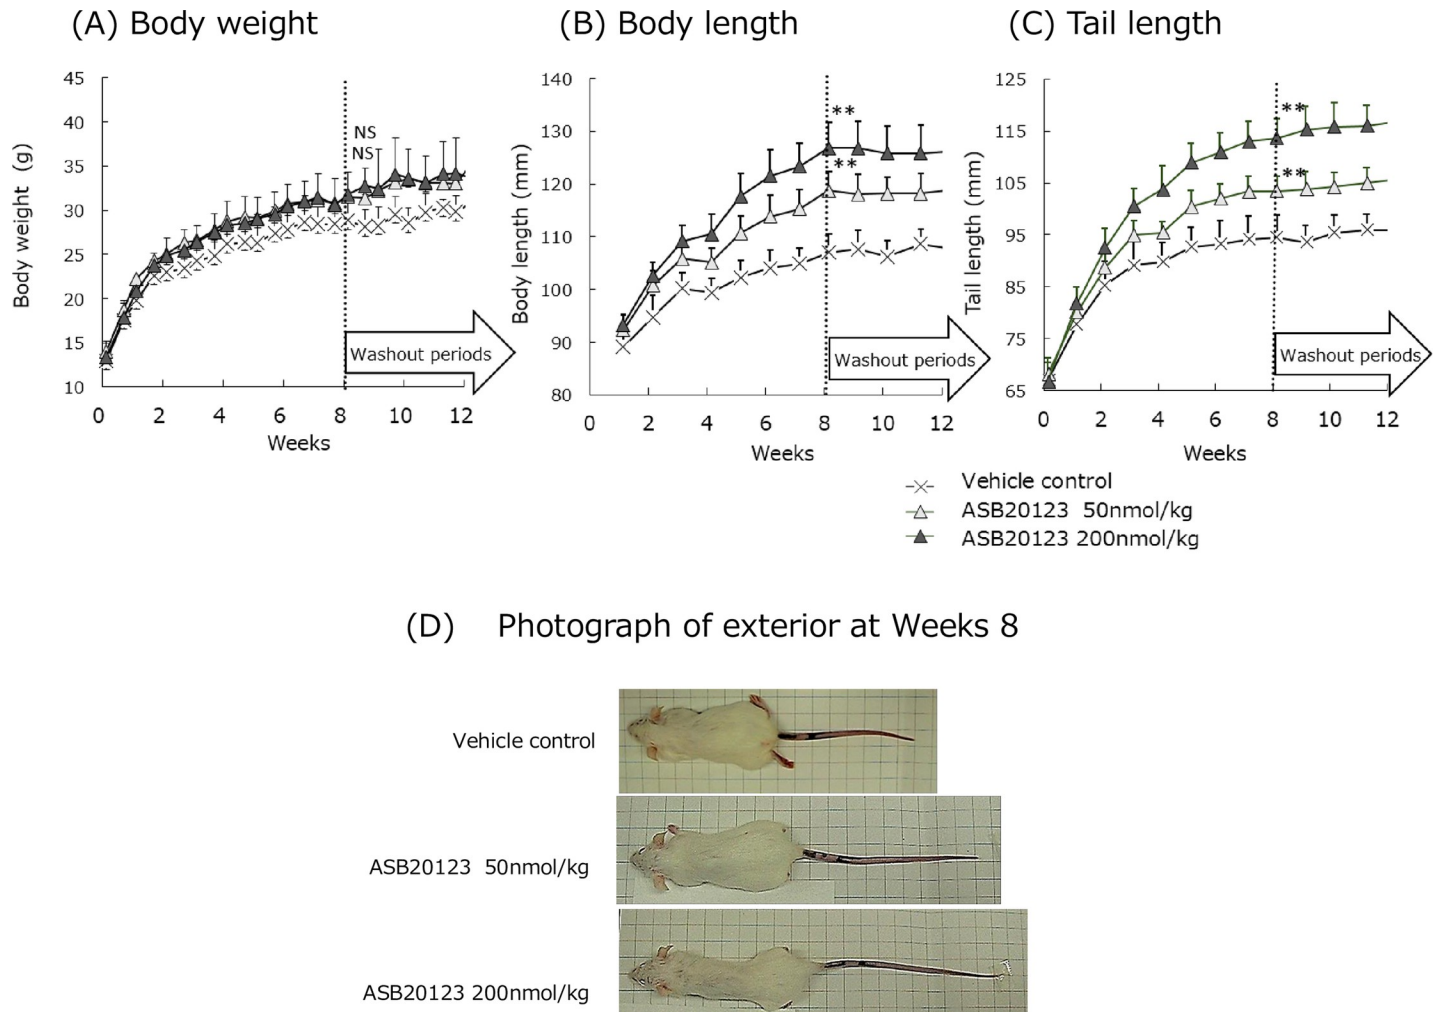 (A) Body weight
(B) Body length
(C) Tail length
Body weight (g)
45
40
35
30
25
20
15
10
NS
NS
Washout periods
0 2 4 6 8 10 12
Weeks
Body length (mm)
140
130
120
110
100
90
80
**
**
Washout periods
0 2 4 6 8 10 12
Weeks
Tail length (mm)
125
115
105
95
85
75
65
**
**
Washout periods
0 2 4 6 8 10 12
Weeks
Vehicle control
ASB20123 50nmol/kg
ASB20123 200nmol/kg
(D) Photograph of exterior at Weeks 8
Vehicle control
ASB20123 50nmol/kg
ASB20123 200nmol/kg